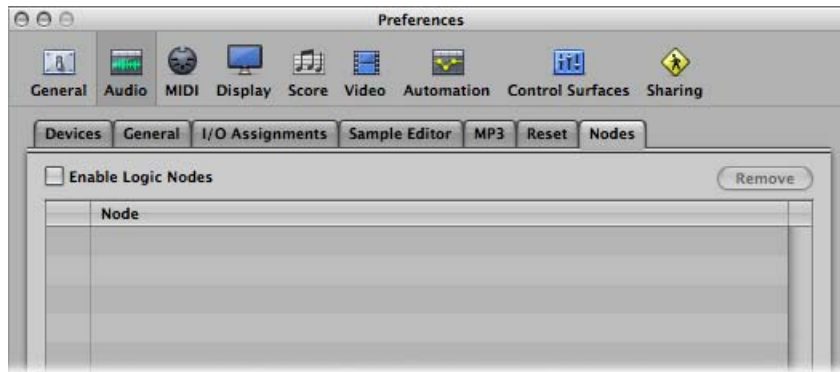 Preferences
General Audio MIDI Display Score Video Automation Control Surfaces Sharing
Devices General I/O Assignments Sample Editor MP3 Reset Nodes
Enable Logic Nodes Remove
Node